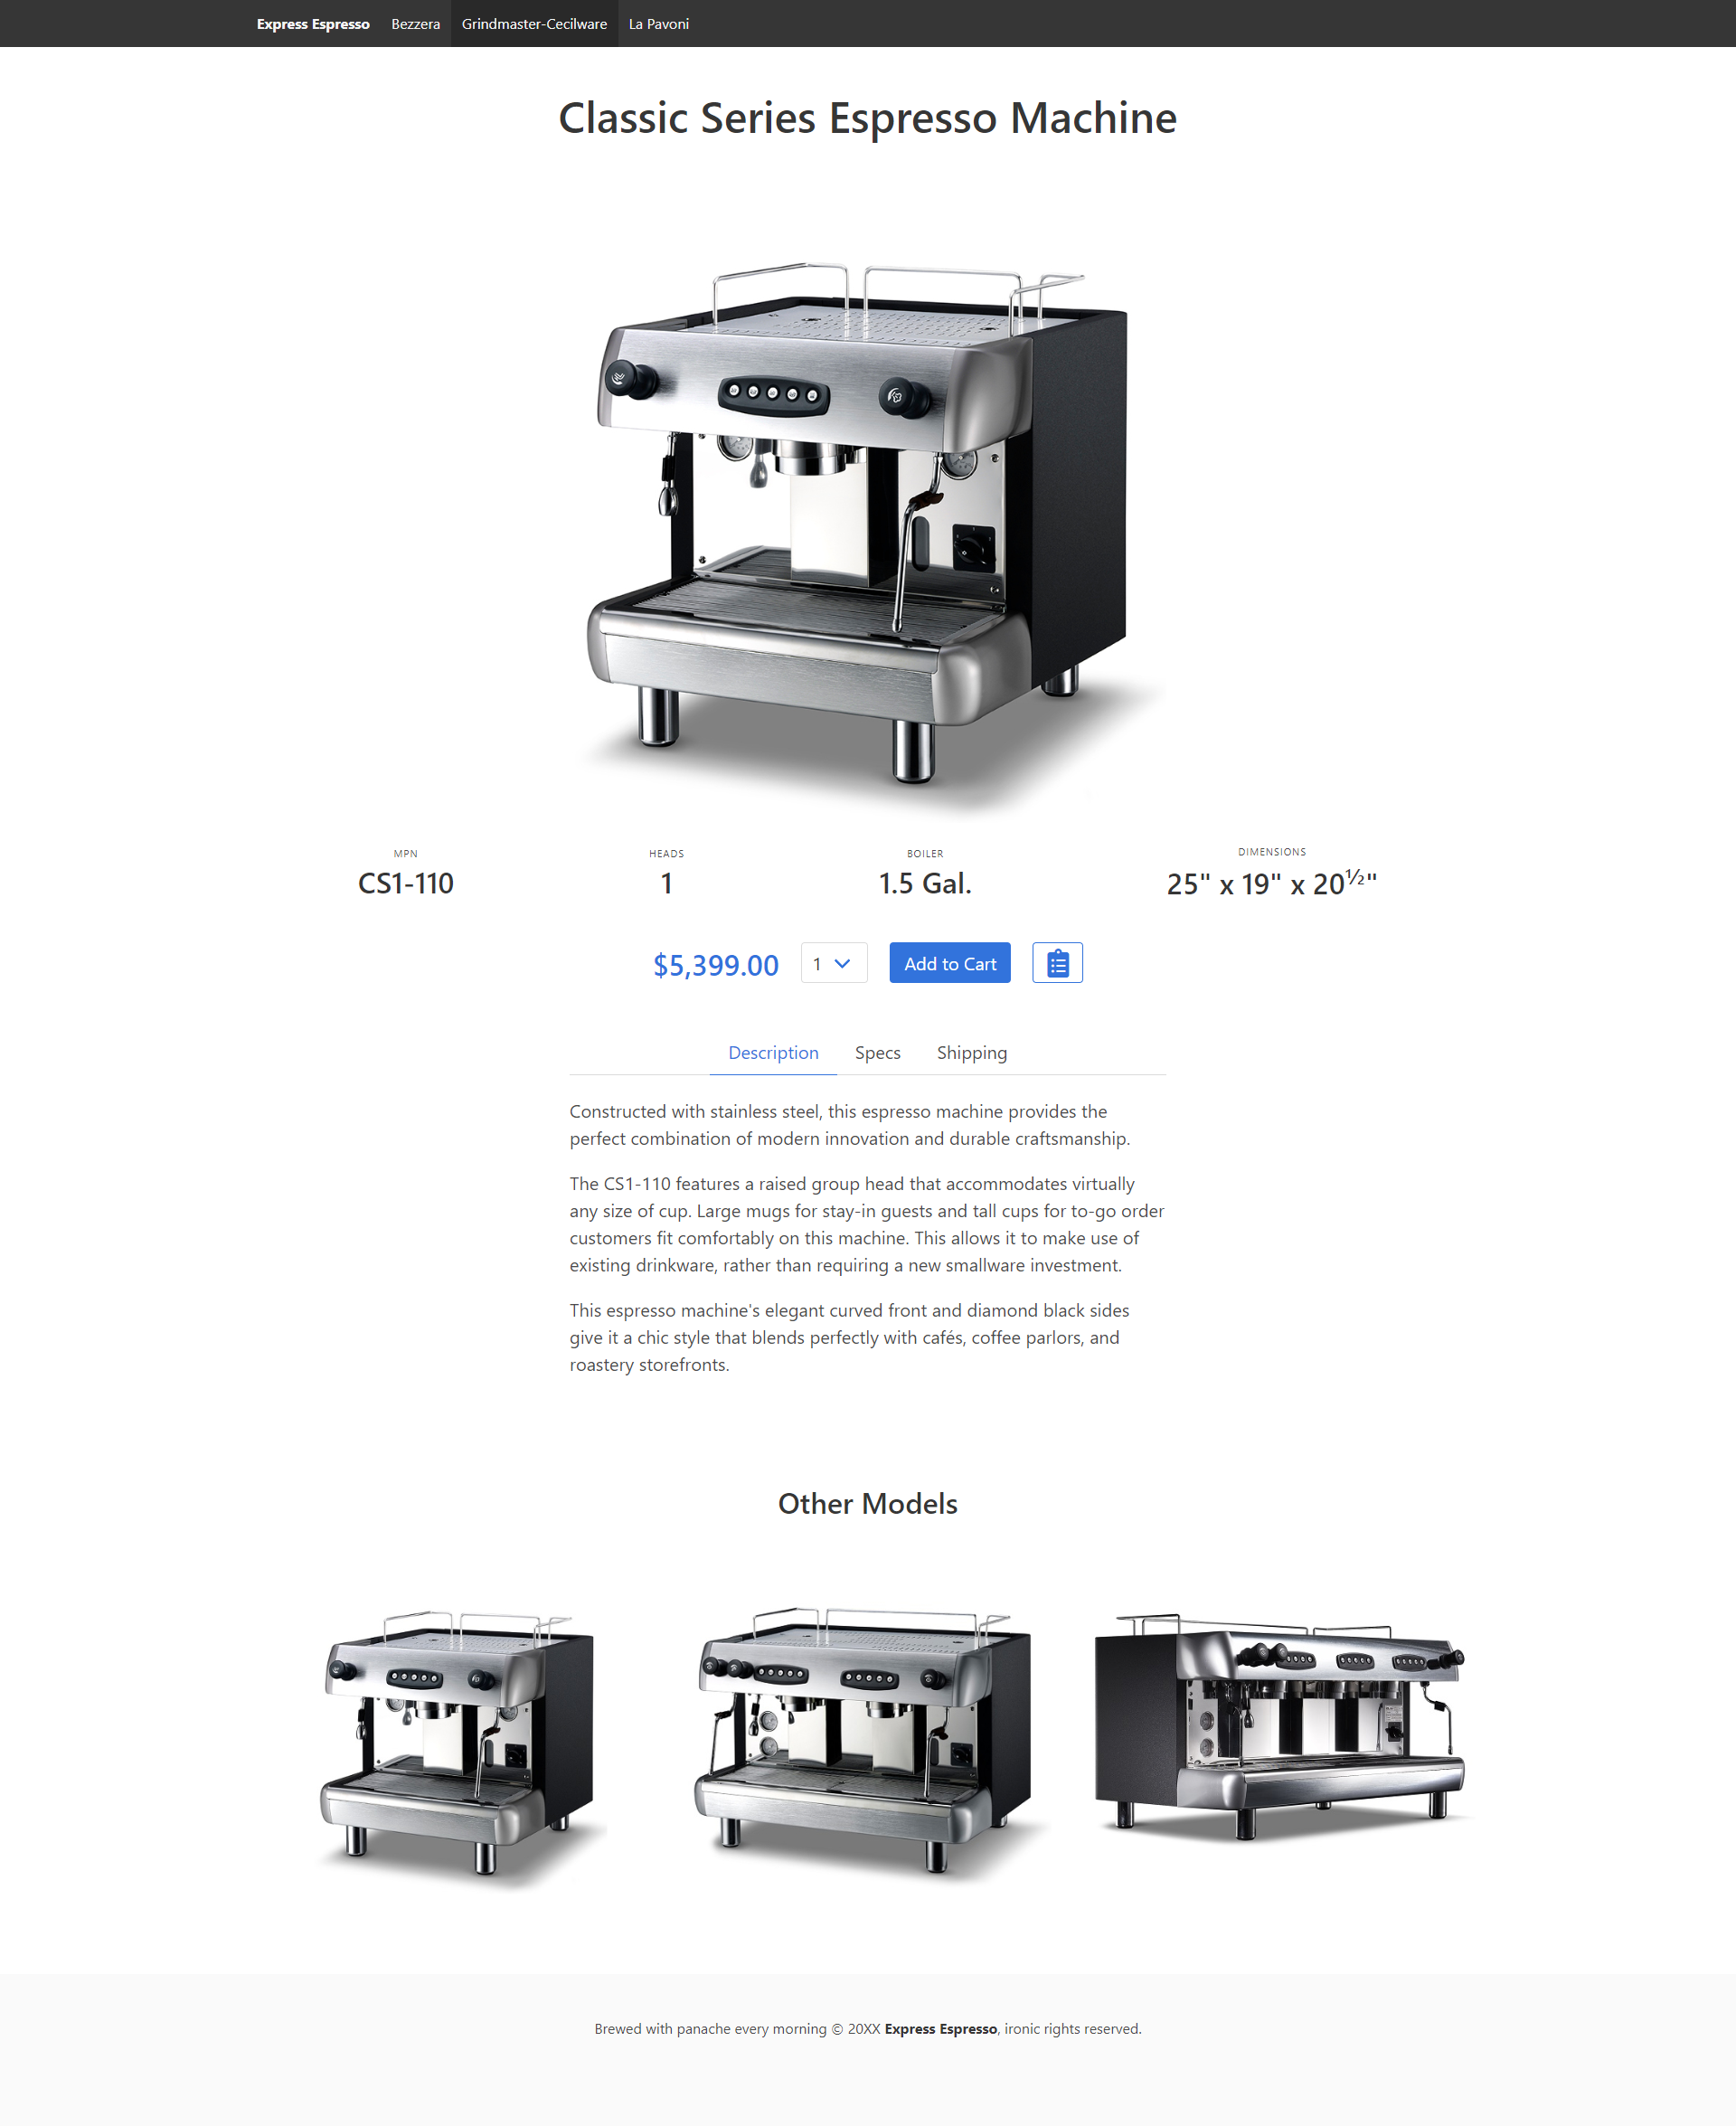 Express Espresso Bezzera Grindmaster-Cecilware La Pavoni
Classic Series Espresso Machine
MPN HEADS BOILER DIMENSIONS
CS1-110 1 1.5 Gal. 25" x 19" x 20½"
$5,399.00 1 Add to Cart
Description Specs Shipping
Constructed with stainless steel, this espresso machine provides the
perfect combination of modern innovation and durable craftsmanship.
The CS1-110 features a raised group head that accommodates virtually
any size of cup. Large mugs for stay-in guests and tall cups for to-go order
customers fit comfortably on this machine. This allows it to make use of
existing drinkware, rather than requiring a new smallware investment.
This espresso machine's elegant curved front and diamond black sides
give it a chic style that blends perfectly with cafés, coffee parlors, and
roastery storefronts.
Other Models
Brewed with panache every morning © 20XX Express Espresso, ironic rights reserved.